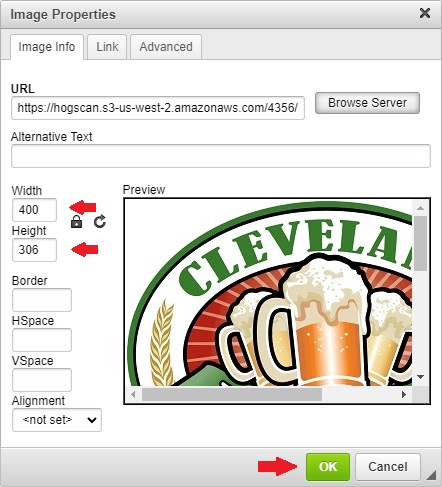 Image Properties
Image Info Link Advanced
URL
https://hogscan.s3-us-west-2.amazonaws.com/4356/
Browse Server
Alternative Text
Width
400
Height
306
Border
HSpace
VSpace
Alignment
<not set>
Preview
CLEVELA
OK Cancel